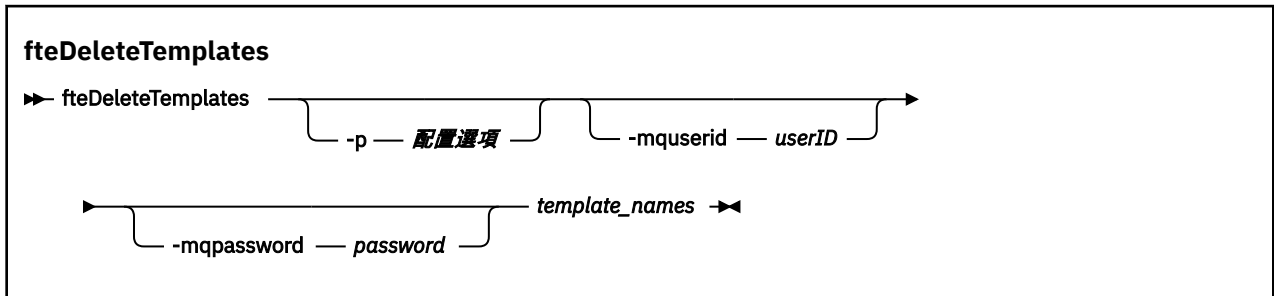 fteDeleteTemplates
fteDeleteTemplates
-p 配置選項 -mquserid userID
template_names
-mqpassword password